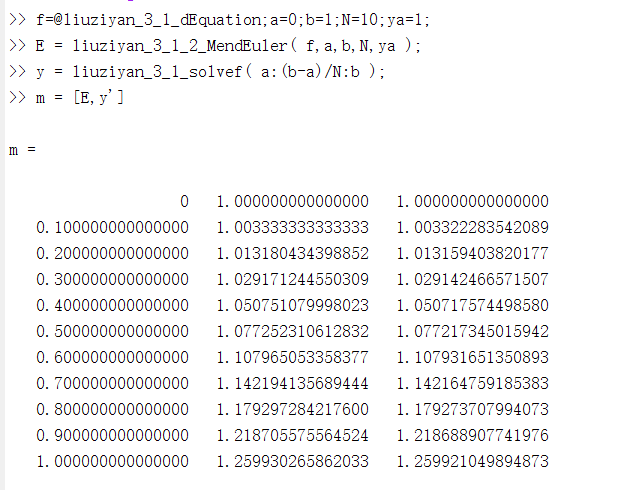 >> f=@liuziyan_3_1_dEquation;a=0;b=1;N=10;ya=1;
>> E = liuziyan_3_1_2_MendEuler( f,a,b,N,ya );
>> y = liuziyan_3_1_solvef( a:(b-a)/N:b );
>> m = [E,y']
m =
0 1.000000000000000 1.000000000000000
0.100000000000000 1.003333333333333 1.003322283542089
0.200000000000000 1.013180434398852 1.013159403820177
0.300000000000000 1.029171244550309 1.029142466571507
0.400000000000000 1.050751079998023 1.050717574498580
0.500000000000000 1.077252310612832 1.077217345015942
0.600000000000000 1.107965053358377 1.107931651350893
0.700000000000000 1.142194135689444 1.142164759185383
0.800000000000000 1.179297284217600 1.179273707994073
0.900000000000000 1.218705575564524 1.218688907741976
1.000000000000000 1.259930265862033 1.259921049894873